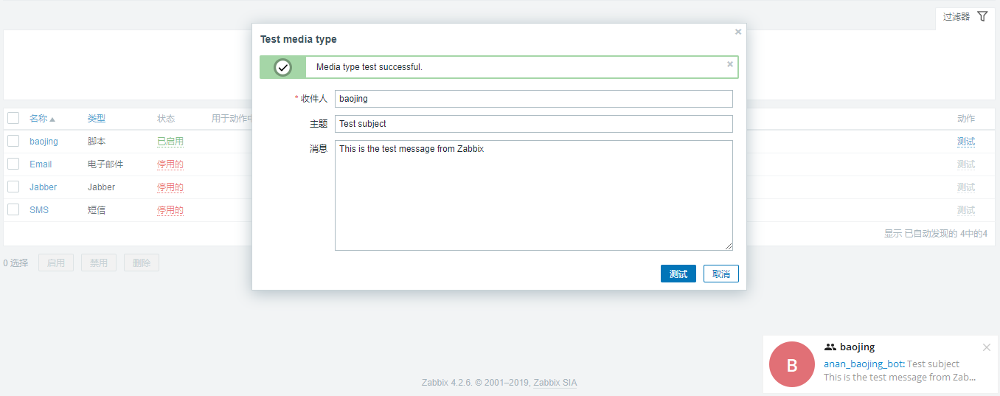 过滤器
Test media type
Media type test successful.
* 收件人 baojing
主题 Test subject
消息 This is the test message from Zabbix
名称 类型 状态 用于动作中 动作
baojing 脚本 已启用 测试
Email 电子邮件 停用的 测试
Jabber Jabber 停用的 测试
SMS 短信 停用的 测试
显示 已自动发现的 4中的4
0 选择 启用 禁用 删除
测试 取消
B
baojing
anan_baojing_bot: Test subject
This is the test message from Zab...
Zabbix 4.2.6. © 2001–2019, Zabbix SIA